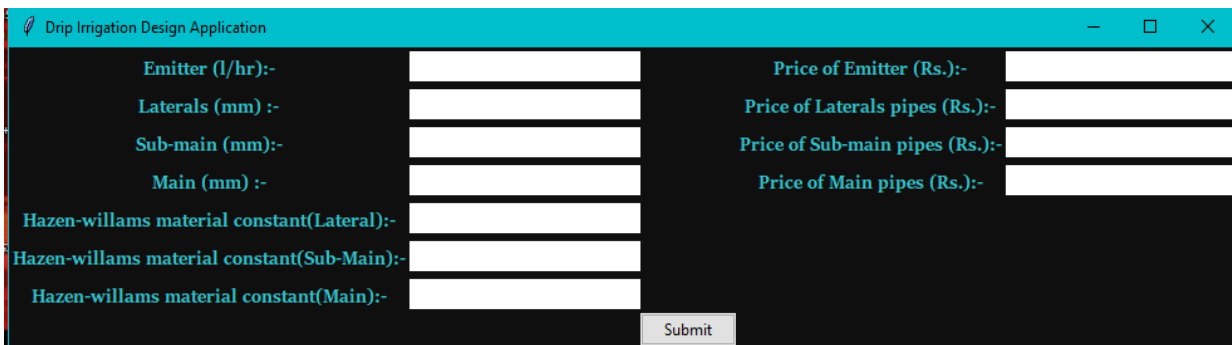 Drip Irrigation Design Application
Emitter (l/hr):- Price of Emitter (Rs.):-
Laterals (mm) :- Price of Laterals pipes (Rs.):-
Sub-main (mm):- Price of Sub-main pipes (Rs.):-
Main (mm) :- Price of Main pipes (Rs.):-
Hazen-willams material constant(Lateral):-
Hazen-willams material constant(Sub-Main):-
Hazen-willams material constant(Main):-
Submit